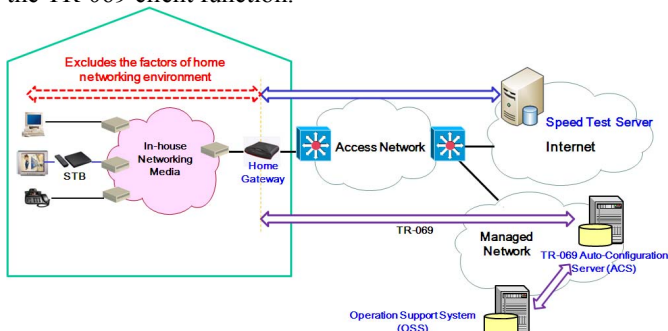 the TR-069 client function.
Excludes the factors of home
networking environment
In-house
Networking
Media
STB
Home
Gateway
Access Network
Speed Test Server
Internet
TR-069
Managed
Network
TR-069 Auto-Configuration
Server (ACS)
Operation Support System
(OSS)